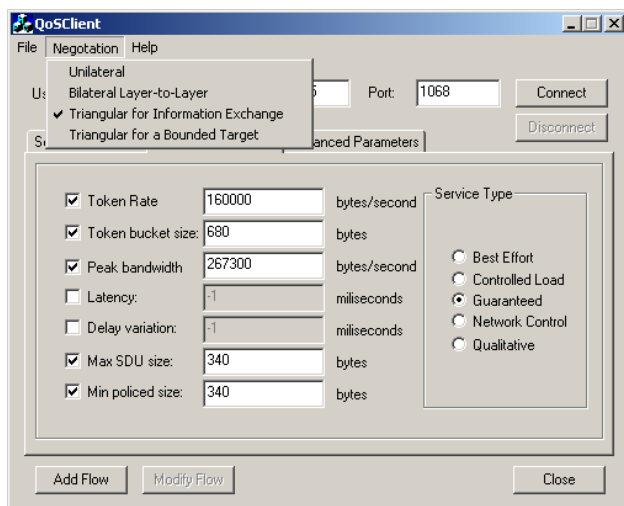 QoSClient
File Negotation Help
Unilateral
Bilateral Layer-to-Layer
Triangular for Information Exchange
Triangular for a Bounded Target
Port: 1068 Connect
Disconnect
Parameters
Token Rate 160000 bytes/second
Token bucket size: 680 bytes
Peak bandwidth 267300 bytes/second
Latency: -1 miliseconds
Delay variation: -1 miliseconds
Max SDU size: 340 bytes
Min policed size: 340 bytes
Service Type
Best Effort
Controlled Load
Guaranteed
Network Control
Qualitative
Add Flow Modify Flow Close